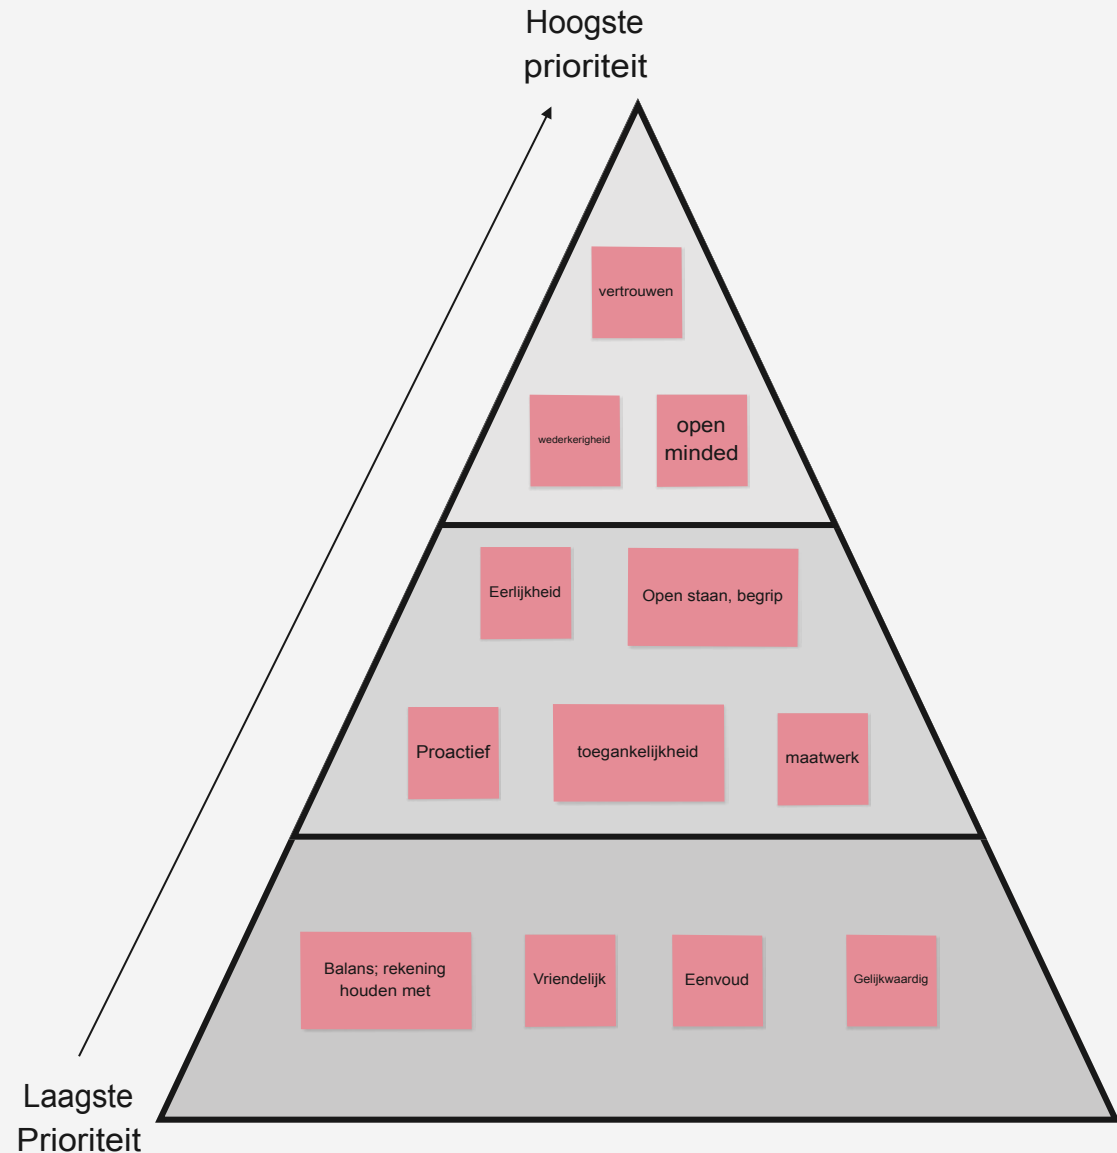 Hoogste
prioriteit
vertrouwen
wederkerigheid
open
minded
Eerlijkheid
Open staan, begrip
Proactief
toegankelijkheid
maatwerk
Balans; rekening
houden met
Vriendelijk
Eenvoud
Gelijkwaardig
Laagste
Prioriteit